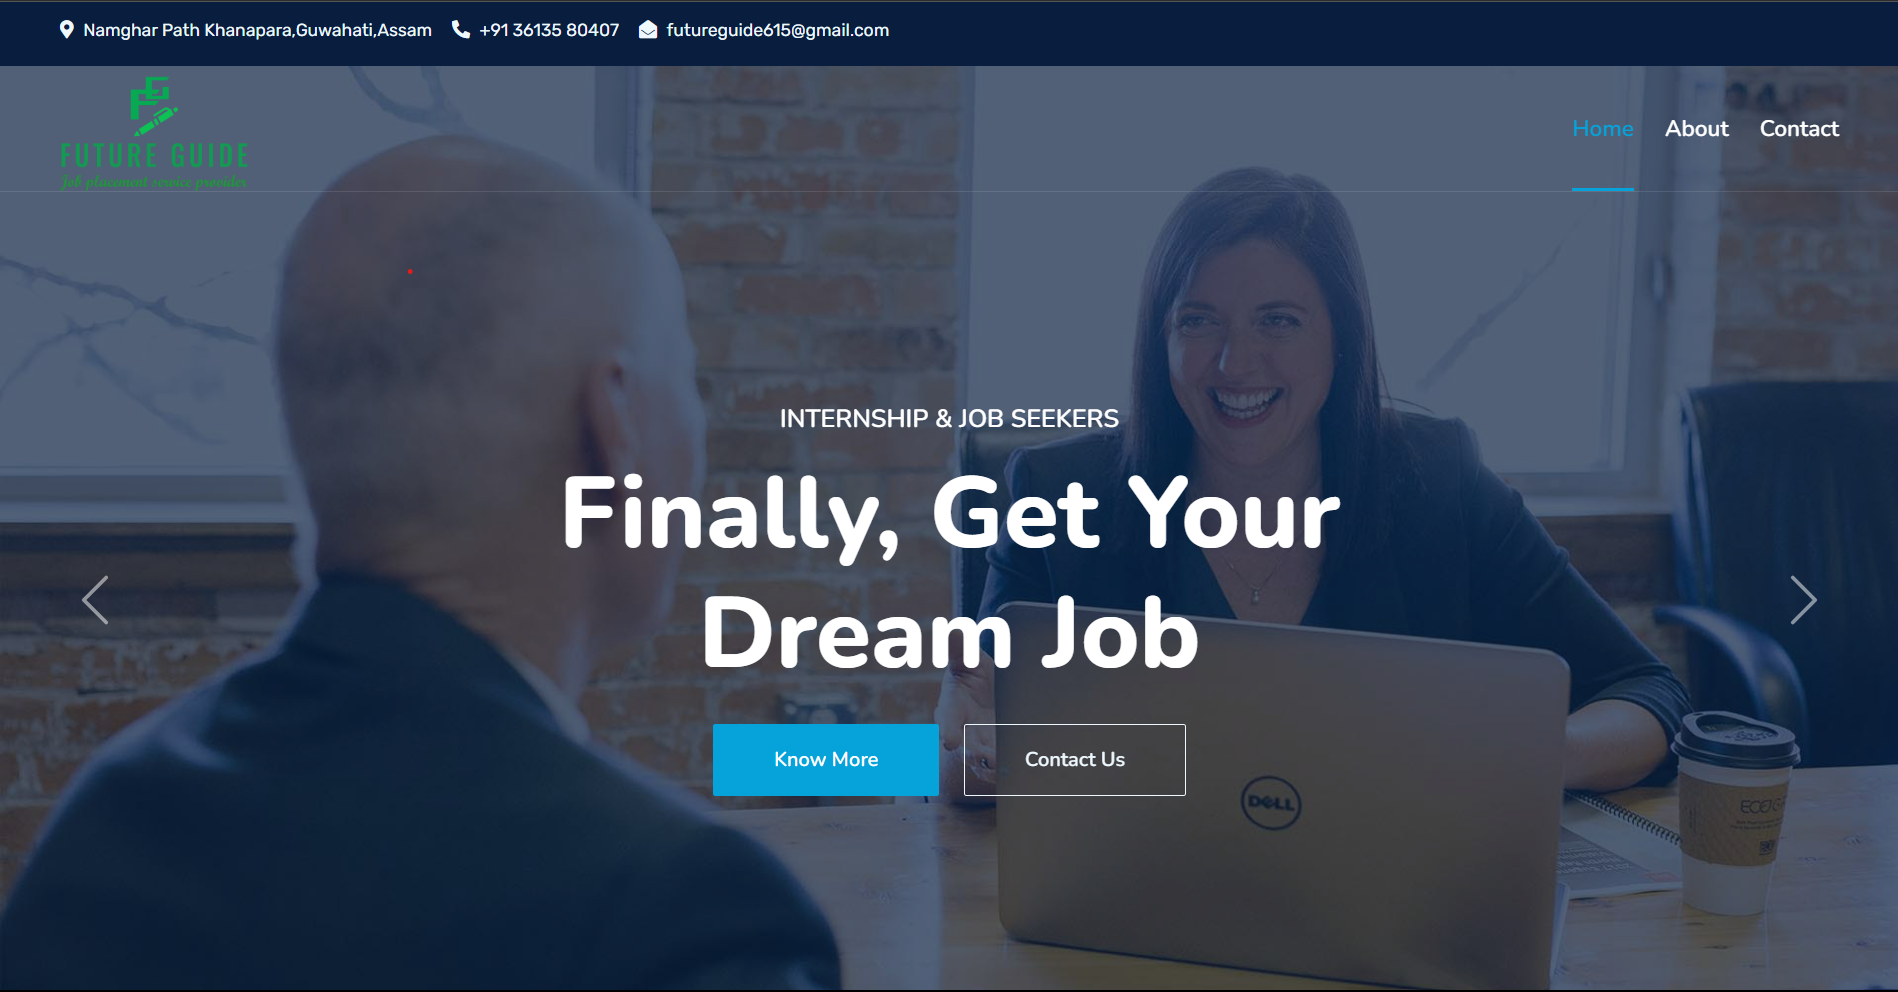 Namghar Path Khanapara,Guwahati,Assam +91 36135 80407 futureguide615@gmail.com
FG
FUTURE GUIDE
Job placement service provider
Home About Contact
INTERNSHIP & JOB SEEKERS
Finally, Get Your
Dream Job
Know More Contact Us
DELL